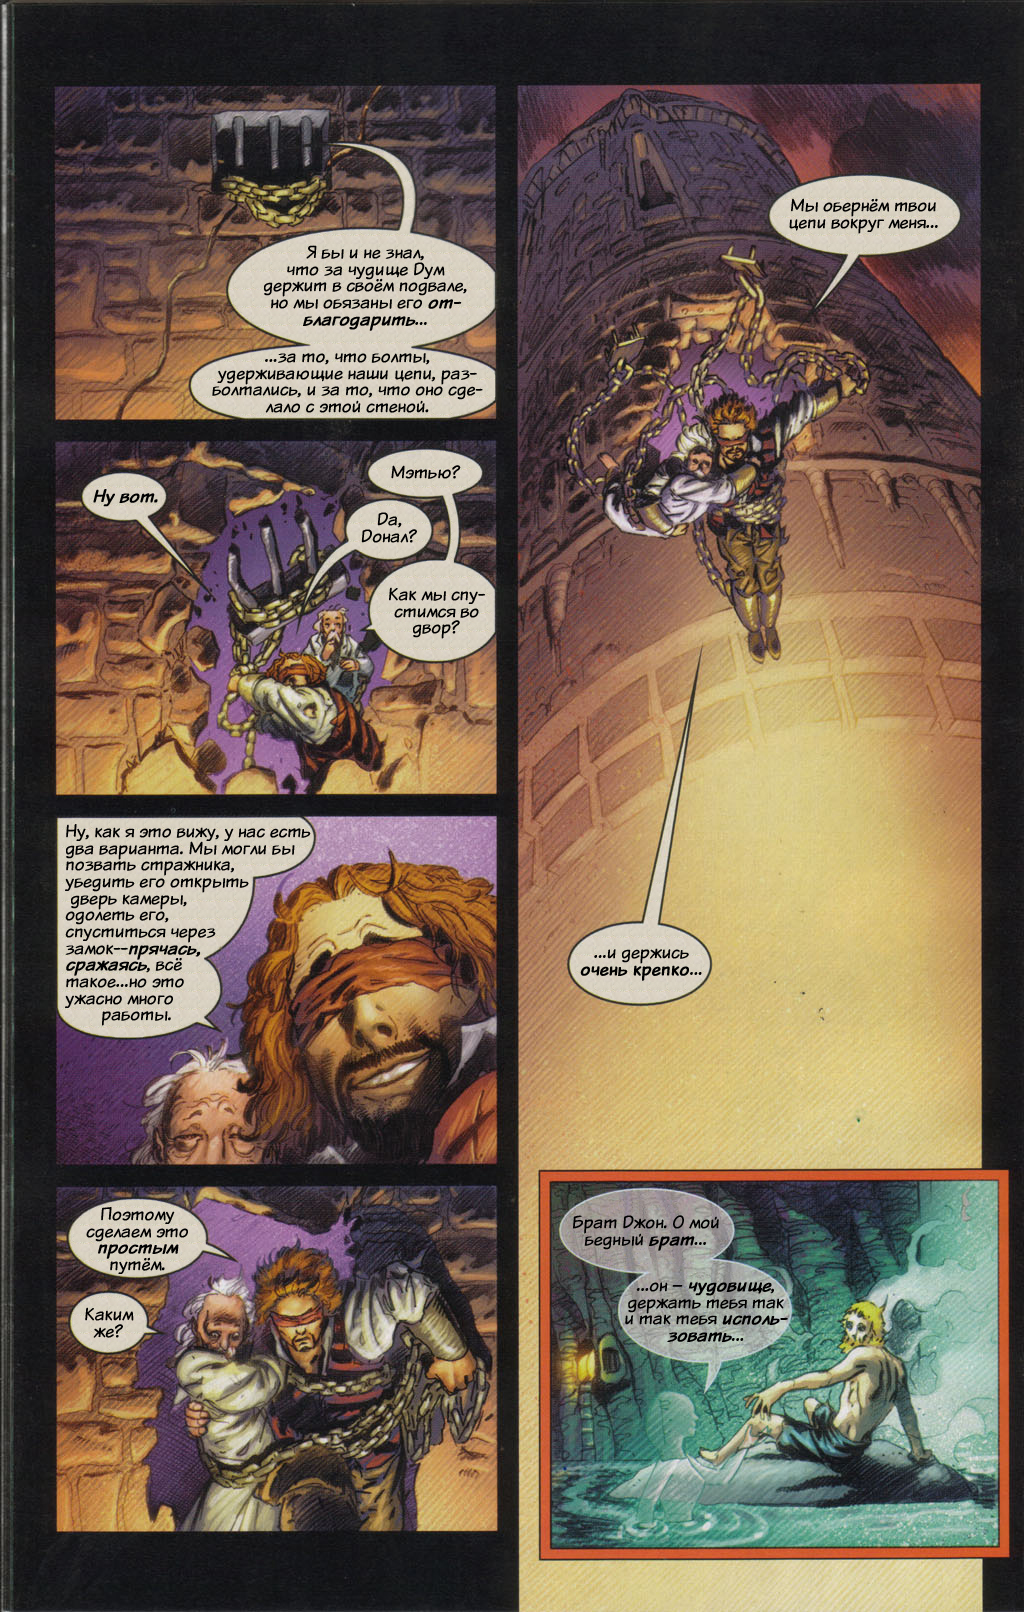 Я бы и не знал,
что за чудище Дум
держит в своём подвале,
но мы обязаны его от-
благодарить...
...за то, что болты,
удерживающие наши цепи, раз-
болтались, и за то, что оно сде-
лало с этой стеной.
Ну вот.
Мэтью?
Да,
Донал?
Как мы спу-
стимся во
двор?
Ну, как я это вижу, у нас есть
два варианта. Мы могли бы
позвать стражника,
убедить его открыть
дверь камеры,
одолеть его,
спуститься через
замок--прячась,
сражаясь, всё
такое...но это
ужасно много
работы.
Поэтому
сделаем это
простым
путём.
Каким
же?
Мы обернём твои
цепи вокруг меня...
...и держись
очень крепко...
Брат Джон. О мой
бедный брат...
...он – чудовище,
держать тебя так
и так тебя исполь-
зовать...